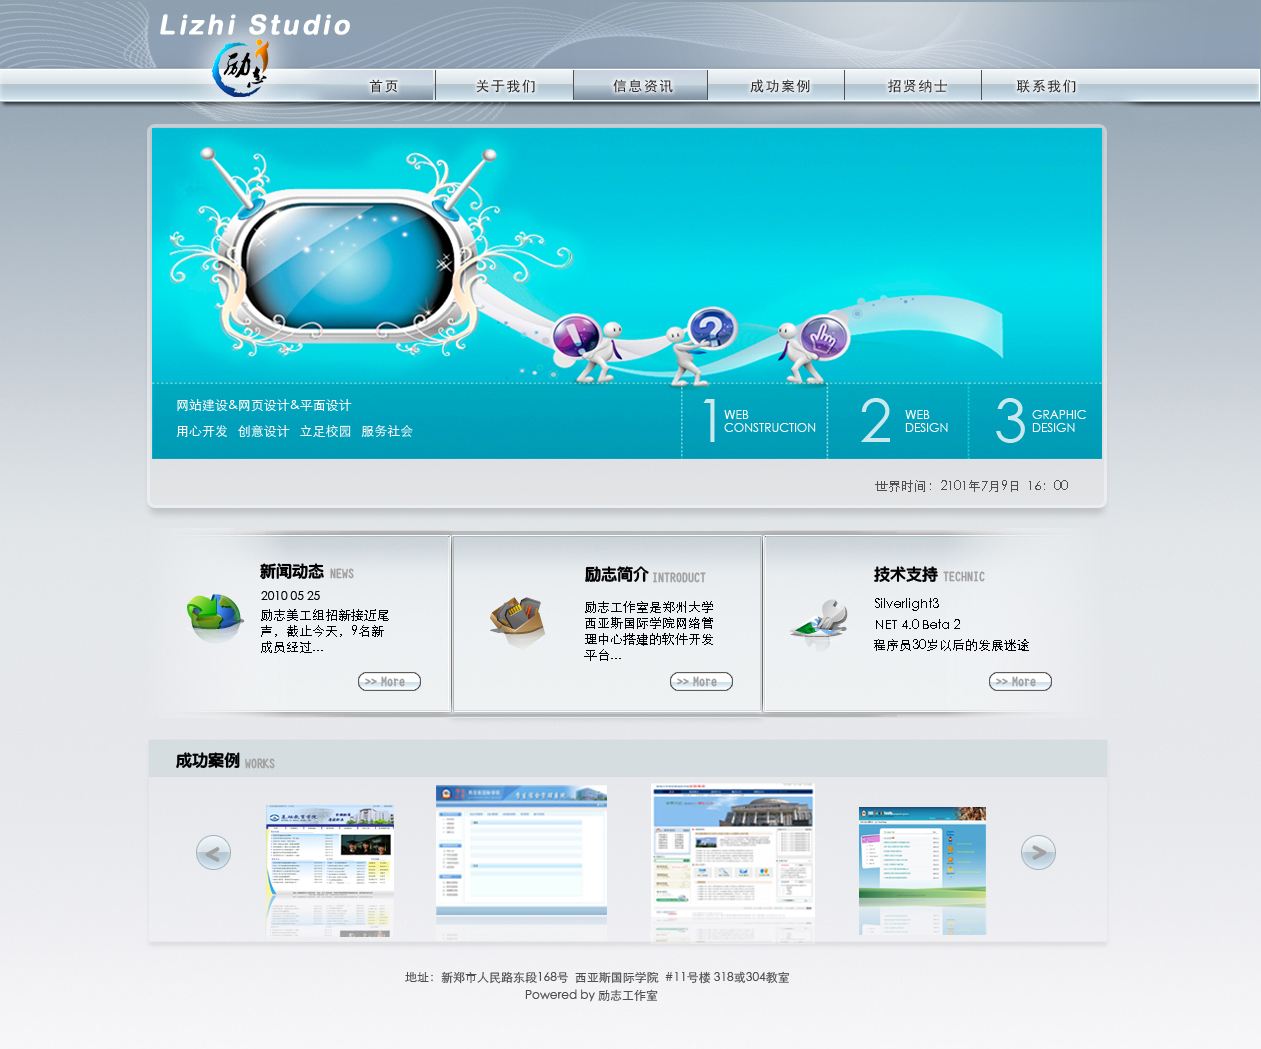 Lizhi Studio
励志
首页
关于我们
信息资讯
成功案例
招贤纳士
联系我们
网站建设&网页设计&平面设计
用心开发 创意设计 立足校园 服务社会
1 WEB CONSTRUCTION
2 WEB DESIGN
3 GRAPHIC DESIGN
世界时间：2101年7月9日 16：00
新闻动态 NEWS
2010 05 25
励志美工组招新接近尾
声，截止今天，9名新
成员经过...
>> More
励志简介 INTRODUCT
励志工作室是郑州大学
西亚斯国际学院网络管
理中心搭建的软件开发
平台...
>> More
技术支持 TECHNIC
Silverlight3
NET 4.0 Beta 2
程序员30岁以后的发展迷途
>> More
成功案例 WORKS
地址：新郑市人民路东段168号 西亚斯国际学院 #11号楼 318或304教室
Powered by 励志工作室